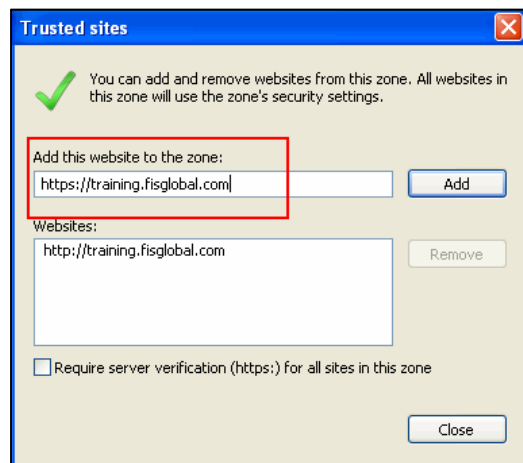 Trusted sites
You can add and remove websites from this zone. All websites in
this zone will use the zone's security settings.
Add this website to the zone:
https://training.fisglobal.com
Add
Websites:
http://training.fisglobal.com
Remove
Require server verification (https:) for all sites in this zone
Close